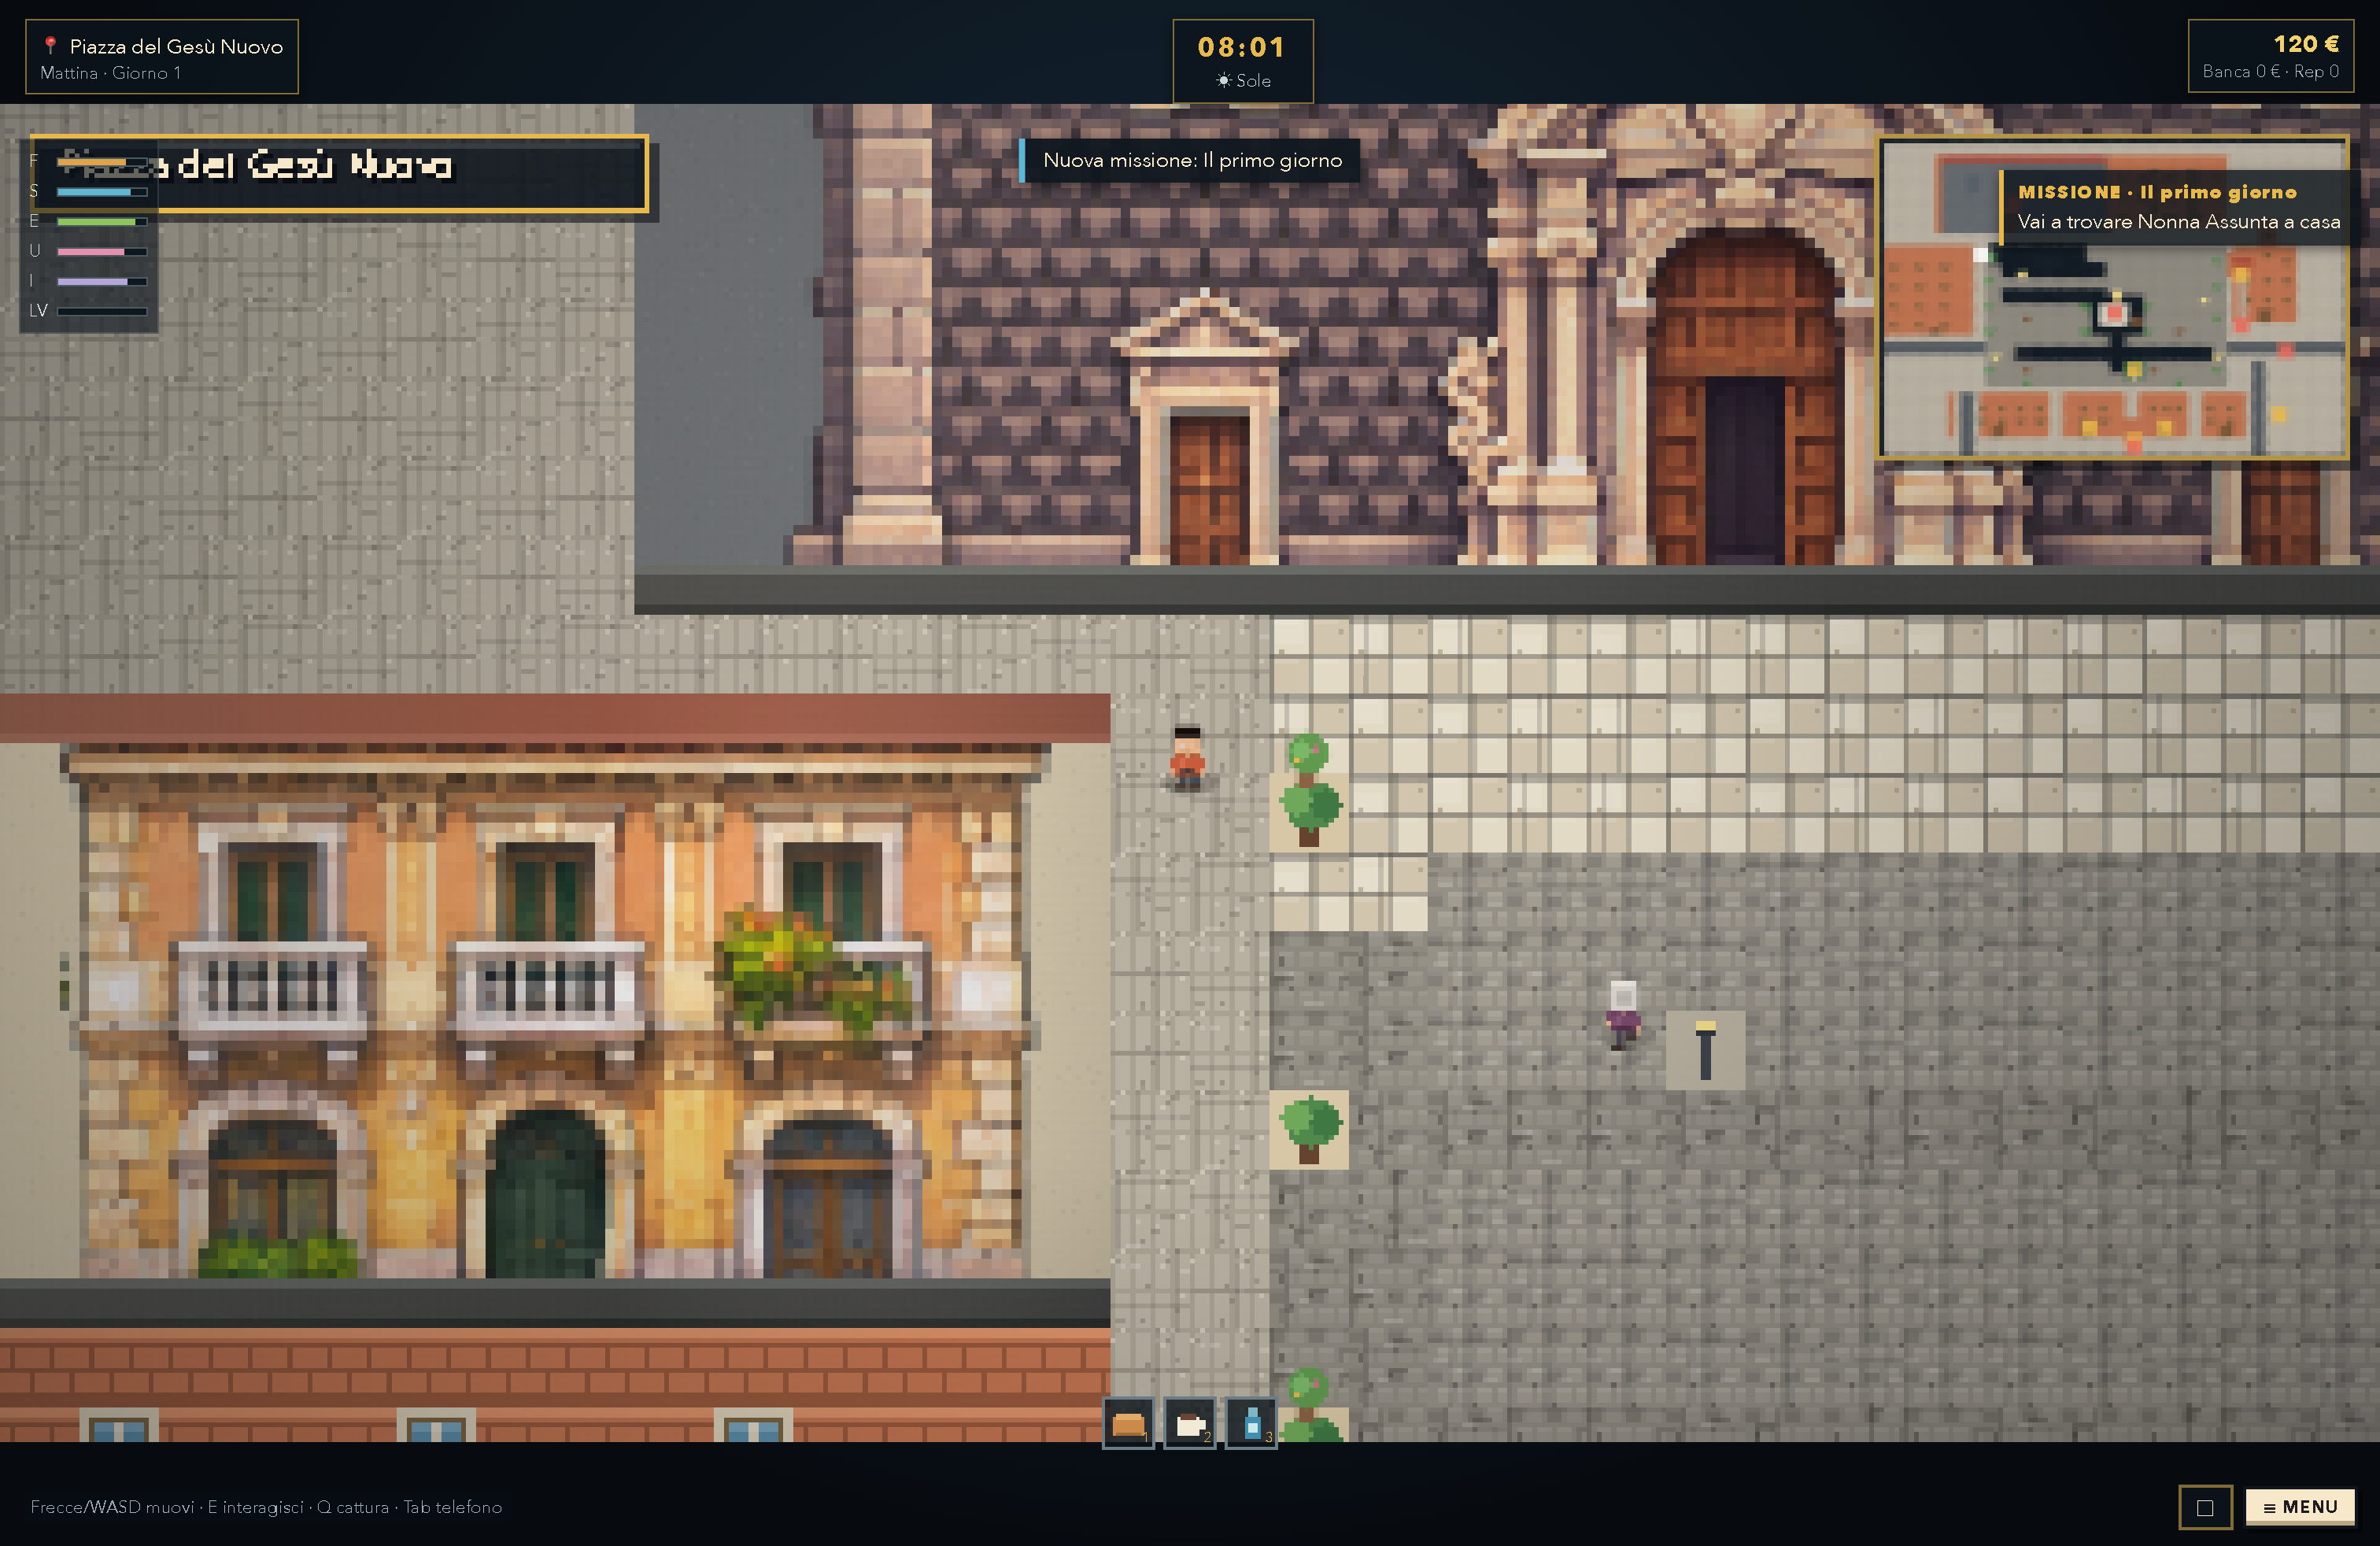 📍 Piazza del Gesù Nuovo
Mattina · Giorno 1
08:01
☀ Sole
120 €
Banca 0 € · Rep 0
del Gesù Nuovo
F
S
E
U
I
LV
Nuova missione: Il primo giorno
MISSIONE · Il primo giorno
Vai a trovare Nonna Assunta a casa
1
2
3
Frecce/WASD muovi · E interagisci · Q cattura · Tab telefono
≡ MENU